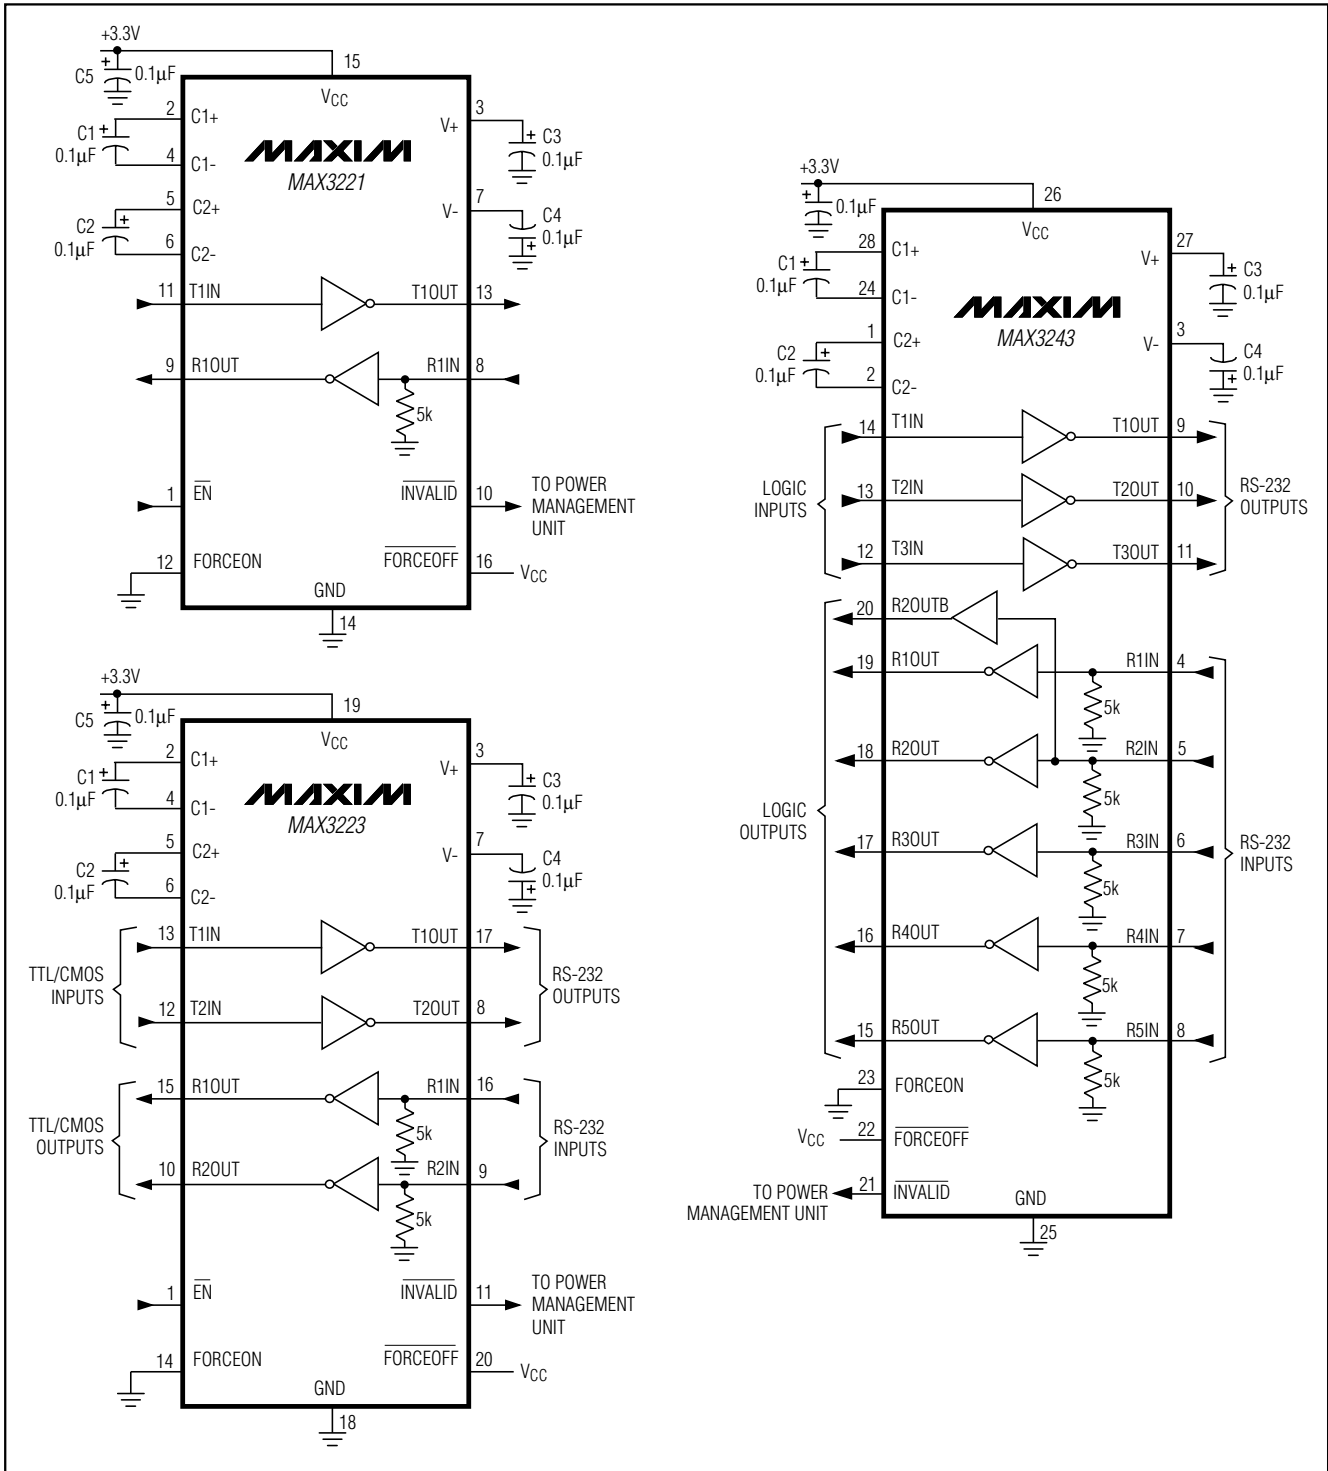 +3.3V
15
C5
+
0.1µF
VCC
2
C1+
3
V+
C1
+
0.1µF
4
C1-
MAXIM
MAX3221
+
C3
0.1µF
5
C2+
7
V-
C2
+
0.1µF
6
C2-
C4
0.1µF
+
11
T1IN
T1OUT
13
9
R1OUT
R1IN
8
5k
1
EN
INVALID
10
TO POWER
MANAGEMENT
UNIT
12
FORCEON
FORCEOFF
16
VCC
GND
14
+3.3V
19
C5
+
0.1µF
VCC
2
C1+
3
V+
C1
+
0.1µF
4
C1-
MAXIM
MAX3223
+
C3
0.1µF
5
C2+
7
V-
C2
+
0.1µF
6
C2-
C4
0.1µF
+
13
T1IN
T1OUT
17
TTL/CMOS
INPUTS
RS-232
OUTPUTS
12
T2IN
T2OUT
8
15
R1OUT
R1IN
16
5k
TTL/CMOS
OUTPUTS
RS-232
INPUTS
10
R2OUT
R2IN
9
5k
1
EN
INVALID
11
TO POWER
MANAGEMENT
UNIT
14
FORCEON
FORCEOFF
20
VCC
GND
18
+3.3V
26
+
0.1µF
VCC
28
C1+
27
V+
C1
+
0.1µF
24
C1-
MAXIM
MAX3243
+
C3
0.1µF
1
C2+
3
V-
C2
+
0.1µF
2
C2-
C4
0.1µF
+
14
T1IN
T1OUT
9
LOGIC
INPUTS
13
T2IN
T2OUT
10
RS-232
OUTPUTS
12
T3IN
T3OUT
11
20
R2OUTB
19
R1OUT
R1IN
4
5k
18
R2OUT
R2IN
5
5k
LOGIC
OUTPUTS
17
R3OUT
R3IN
6
5k
RS-232
INPUTS
16
R4OUT
R4IN
7
5k
15
R5OUT
R5IN
8
5k
23
FORCEON
VCC
22
FORCEOFF
TO POWER
MANAGEMENT UNIT
21
INVALID
GND
25